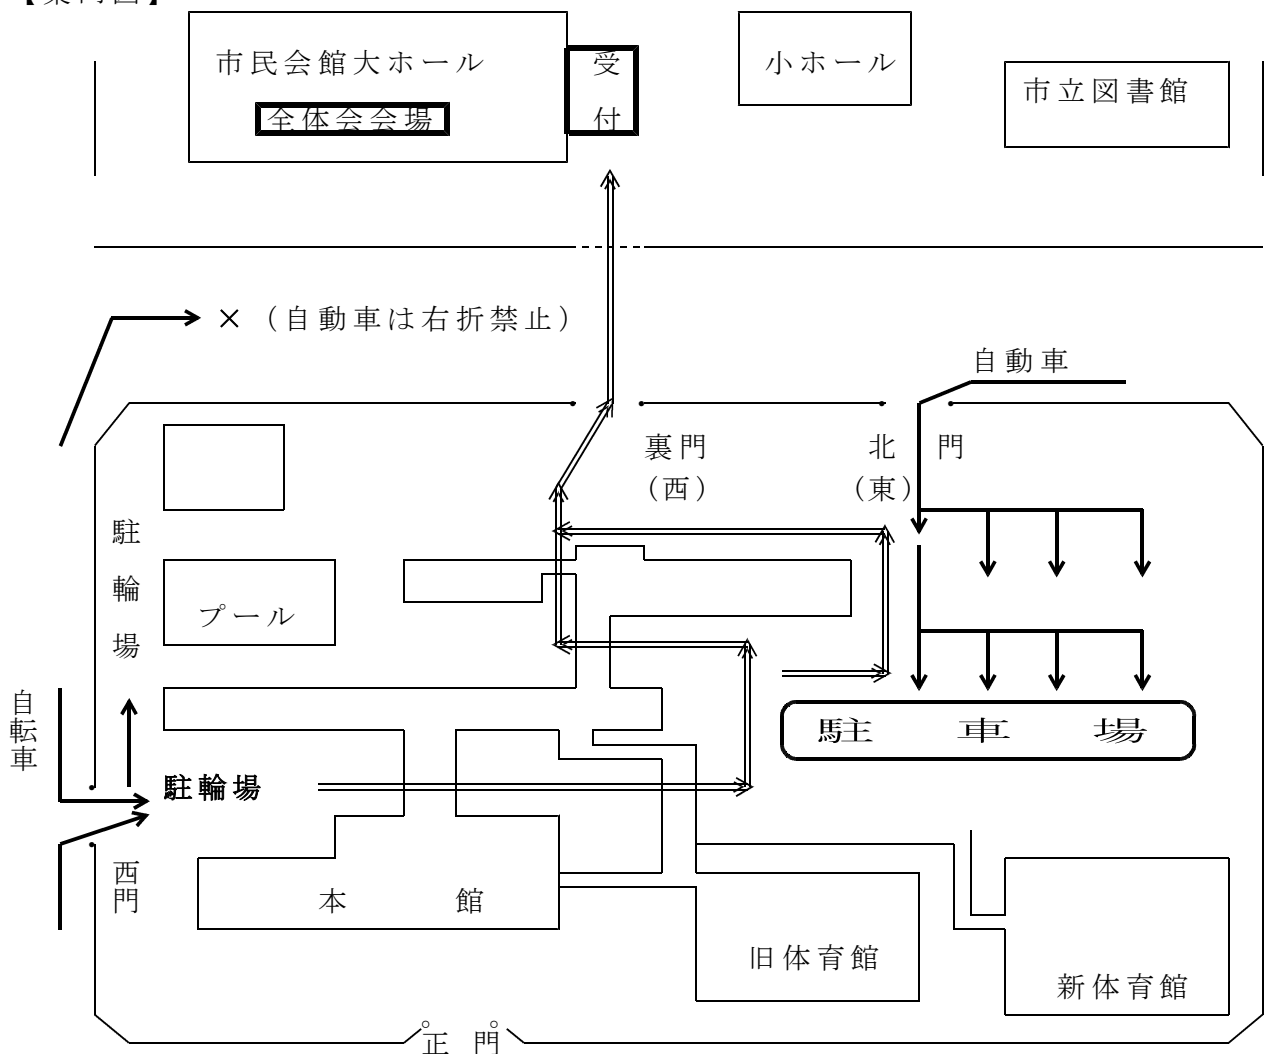 【案内図】
市民会館大ホール
全体会会場
受付
小ホール
市立図書館
×（自動車は右折禁止）
自動車
裏門
（西）
北門
（東）
駐輪場
プール
自転車
駐輪場
駐車場
西門
本館
旧体育館
新体育館
正門